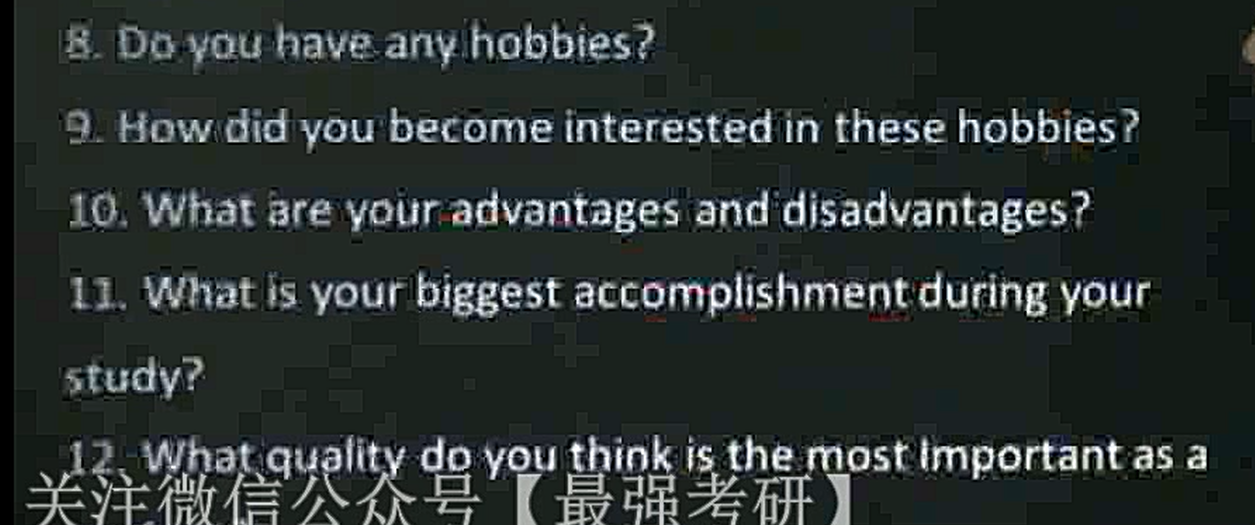 8. Do you have any hobbies?
9. How did you become interested in these hobbies?
10. What are your advantages and disadvantages?
11. What is your biggest accomplishment during your
study?
12. What quality do you think is the most important as a
关注微信公众号【最强考研】